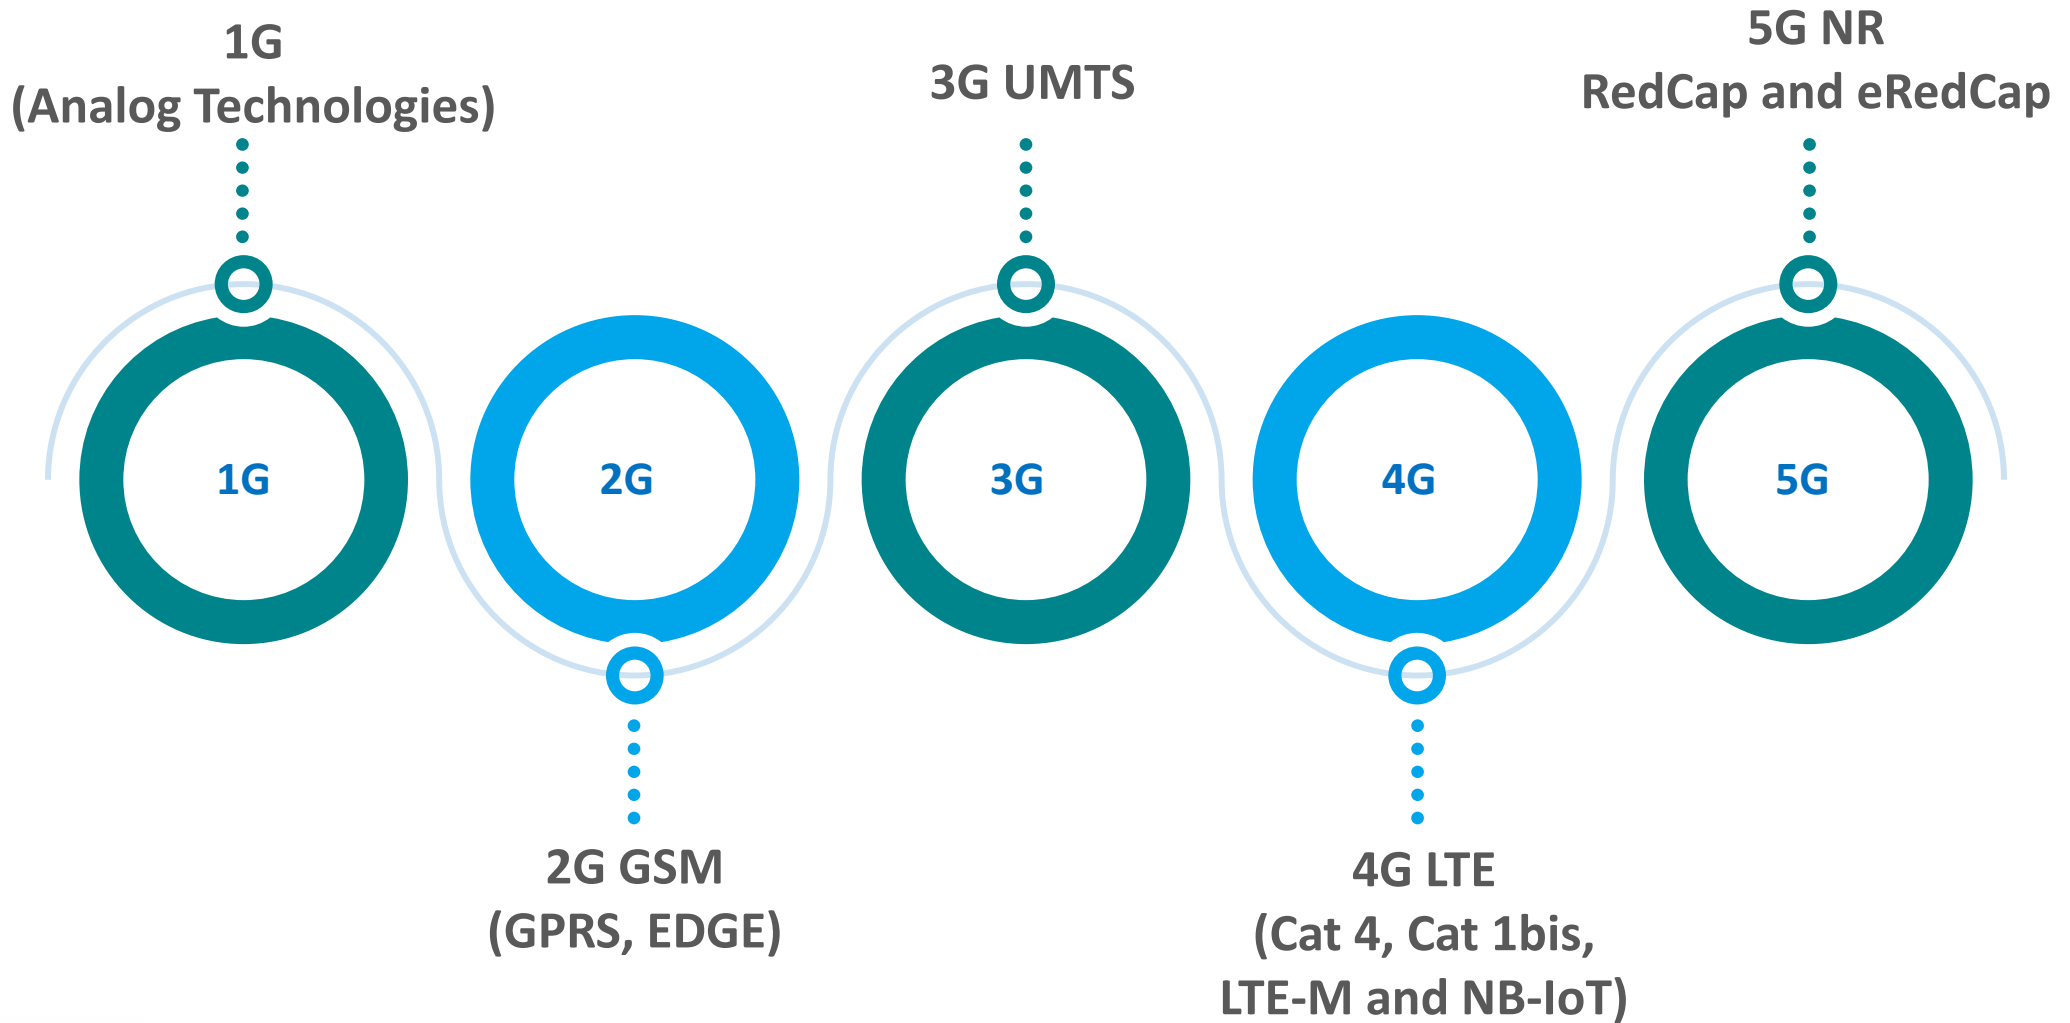 1G
(Analog Technologies)
3G UMTS
5G NR
RedCap and eRedCap
1G
2G
3G
4G
5G
2G GSM
(GPRS, EDGE)
4G LTE
(Cat 4, Cat 1bis,
LTE-M and NB-IoT)